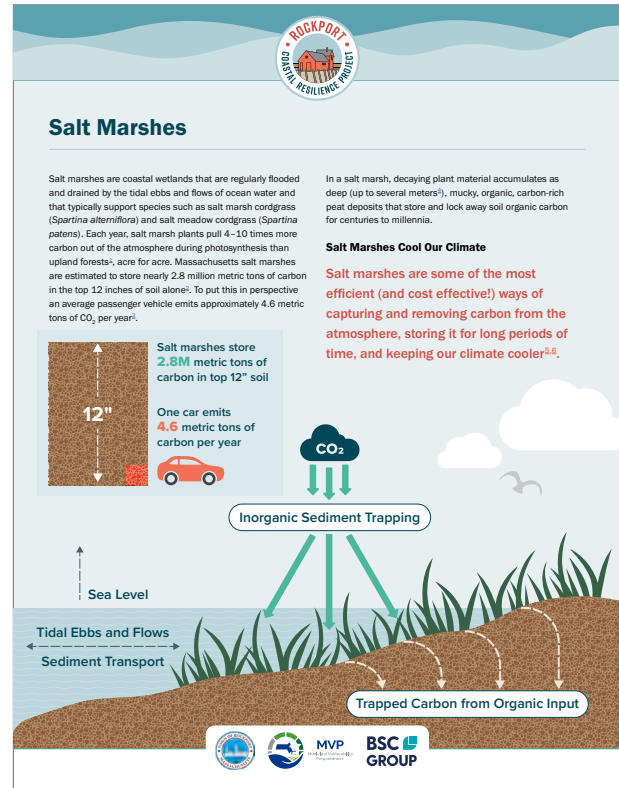 ROCKPORT
COASTAL RESILIENCE PROJECT
Salt Marshes
Salt marshes are coastal wetlands that are regularly flooded
and drained by the tidal ebbs and flows of ocean water and
that typically support species such as salt marsh cordgrass
(Spartina alterniflora) and salt meadow cordgrass (Spartina
patens). Each year, salt marsh plants pull 4–10 times more
carbon out of the atmosphere during photosynthesis than
upland forests¹, acre for acre. Massachusetts salt marshes
are estimated to store nearly 2.8 million metric tons of carbon
in the top 12 inches of soil alone². To put this in perspective
an average passenger vehicle emits approximately 4.6 metric
tons of CO₂ per year³.
In a salt marsh, decaying plant material accumulates as
deep (up to several meters⁴), mucky, organic, carbon-rich
peat deposits that store and lock away soil organic carbon
for centuries to millennia.
Salt Marshes Cool Our Climate
Salt marshes are some of the most
efficient (and cost effective!) ways of
capturing and removing carbon from the
atmosphere, storing it for long periods of
time, and keeping our climate cooler⁵,⁶.
12"
Salt marshes store
2.8M metric tons of
carbon in top 12” soil
One car emits
4.6 metric tons of
carbon per year
CO₂
Inorganic Sediment Trapping
Sea Level
Tidal Ebbs and Flows
Sediment Transport
Trapped Carbon from Organic Input
MVP
Municipal Vulnerability
Preparedness
BSC
GROUP